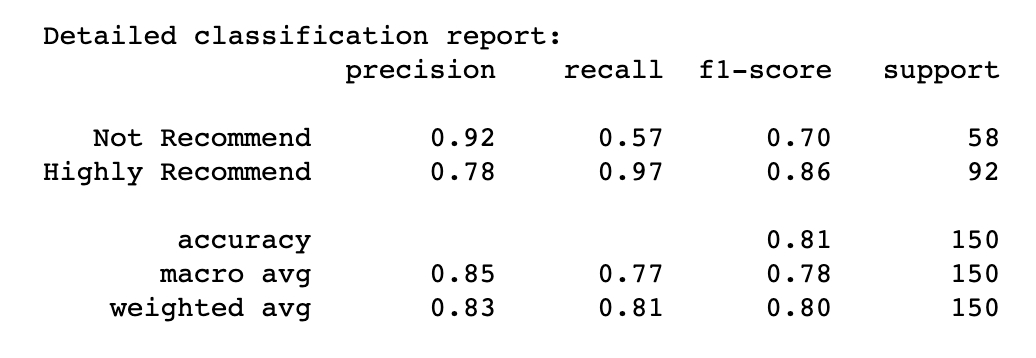 Detailed classification report:
precision recall f1-score support
Not Recommend 0.92 0.57 0.70 58
Highly Recommend 0.78 0.97 0.86 92
accuracy 0.81 150
macro avg 0.85 0.77 0.78 150
weighted avg 0.83 0.81 0.80 150